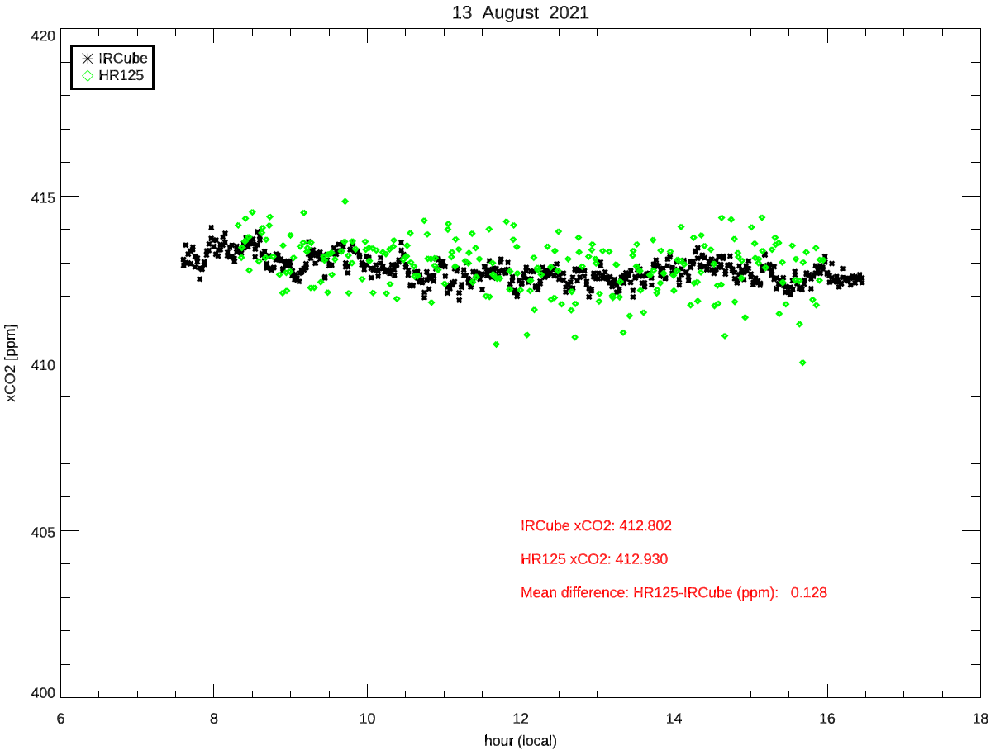 13 August 2021
420
IRCube
HR125
415
410
xCO2 [ppm]
405
400
IRCube xCO2: 412.802
HR125 xCO2: 412.930
Mean difference: HR125-IRCube (ppm): 0.128
6 8 10 12 14 16 18
hour (local)